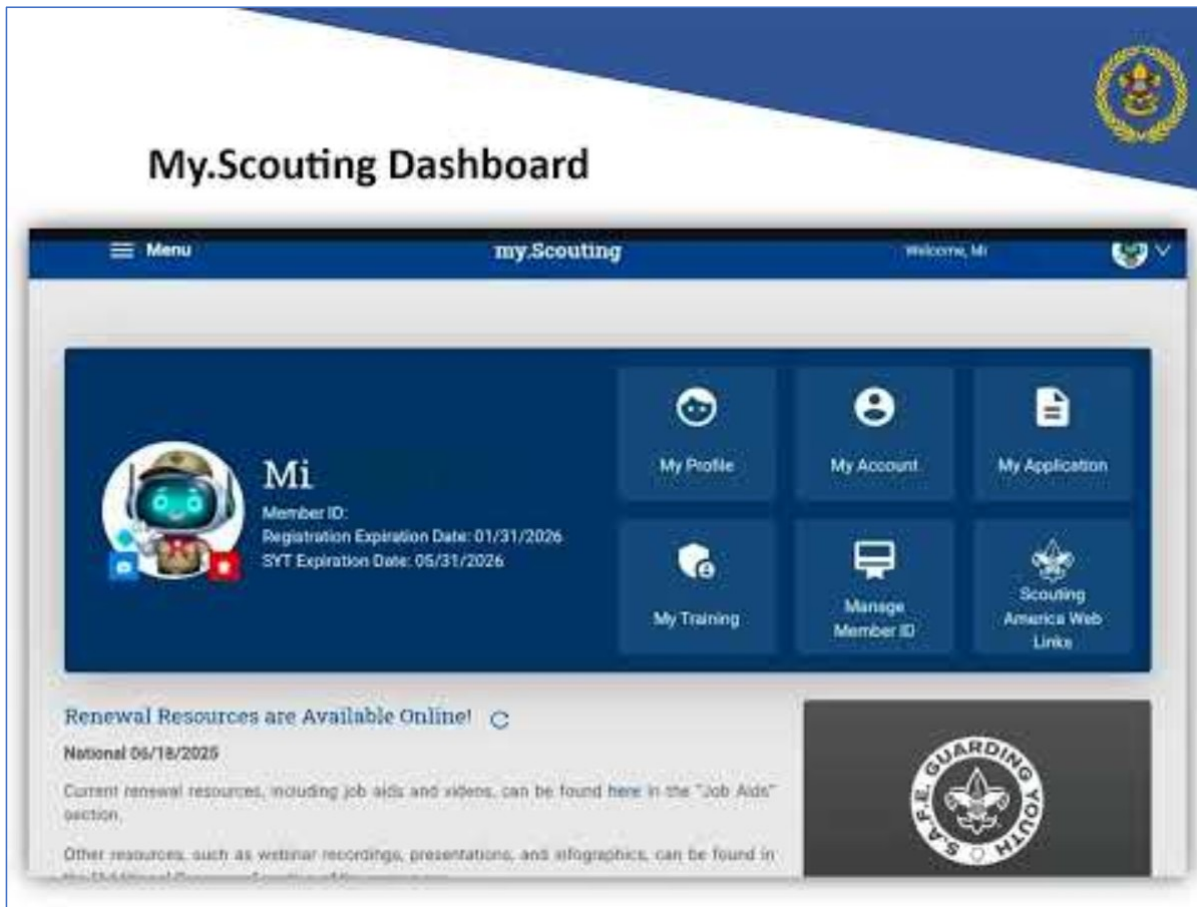 My.Scouting Dashboard
Menu
my.Scouting
Welcome, Mi
Mi
Member ID:
Registration Expiration Date: 01/31/2026
SYT Expiration Date: 05/31/2026
My Profile
My Account
My Application
My Training
Manage
Member ID
Scouting
America Web
Links
Renewal Resources are Available Online!
National 06/18/2025
Current renewal resources, including job aids and videos, can be found here in the "Job Aids"
section.
Other resources, such as webinar recordings, presentations, and infographics, can be found in
S.A.F.E. GUARDING YOUTH